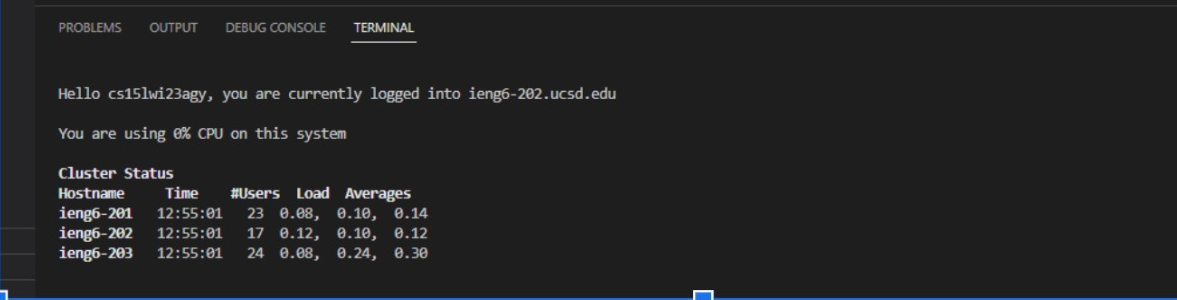 PROBLEMS OUTPUT DEBUG CONSOLE TERMINAL
Hello cs15lwi23agy, you are currently logged into ieng6-202.ucsd.edu
You are using 0% CPU on this system
Cluster Status
Hostname Time #Users Load Averages
ieng6-201 12:55:01 23 0.08, 0.10, 0.14
ieng6-202 12:55:01 17 0.12, 0.10, 0.12
ieng6-203 12:55:01 24 0.08, 0.24, 0.30